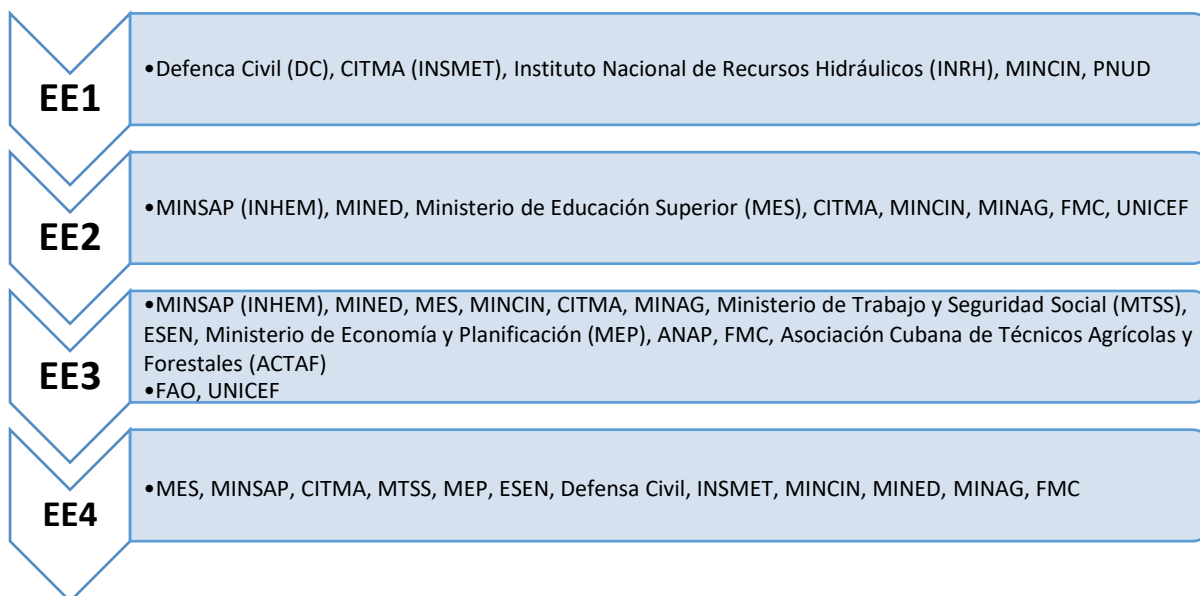 EE1
•Defenca Civil (DC), CITMA (INSMET), Instituto Nacional de Recursos Hidráulicos (INRH), MINCIN, PNUD
EE2
•MINSAP (INHEM), MINED, Ministerio de Educación Superior (MES), CITMA, MINCIN, MINAG, FMC, UNICEF
EE3
•MINSAP (INHEM), MINED, MES, MINCIN, CITMA, MINAG, Ministerio de Trabajo y Seguridad Social (MTSS),
ESEN, Ministerio de Economía y Planificación (MEP), ANAP, FMC, Asociación Cubana de Técnicos Agrícolas y
Forestales (ACTAF)
•FAO, UNICEF
EE4
•MES, MINSAP, CITMA, MTSS, MEP, ESEN, Defensa Civil, INSMET, MINCIN, MINED, MINAG, FMC